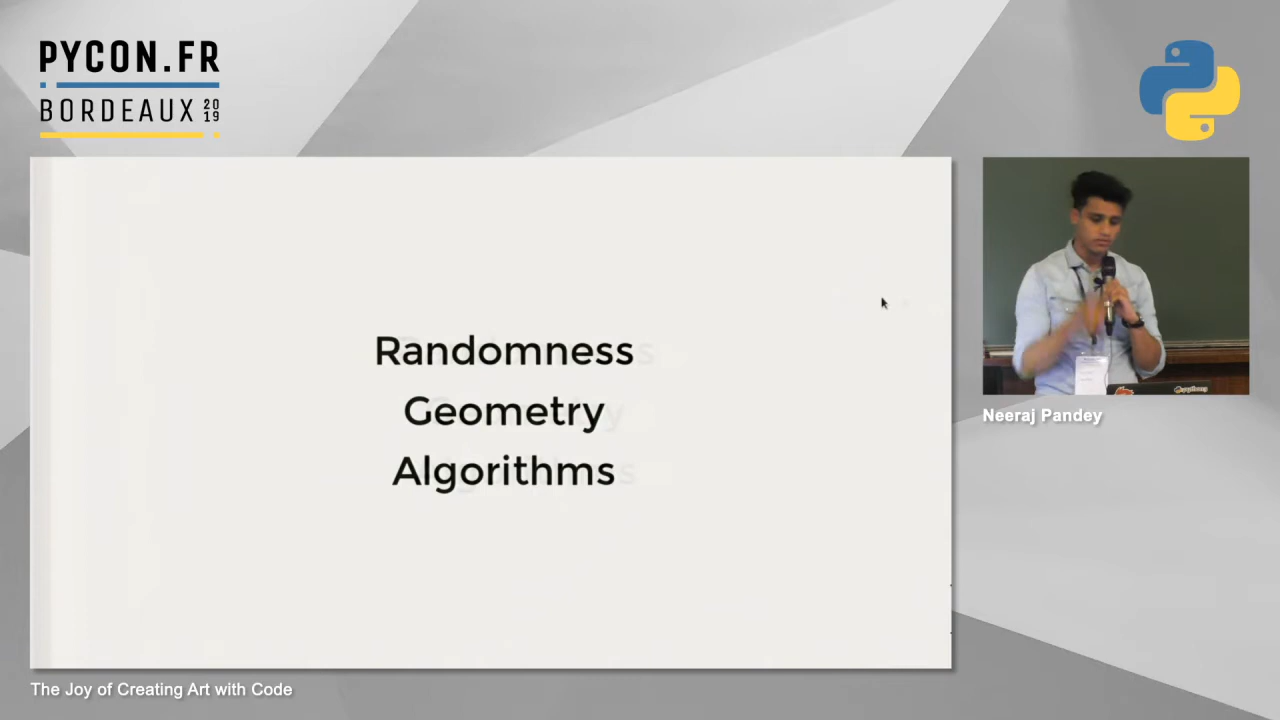 PYCON.FR
BORDEAUX 2019
Randomness
Geometry
Algorithms
Neeraj Pandey
The Joy of Creating Art with Code